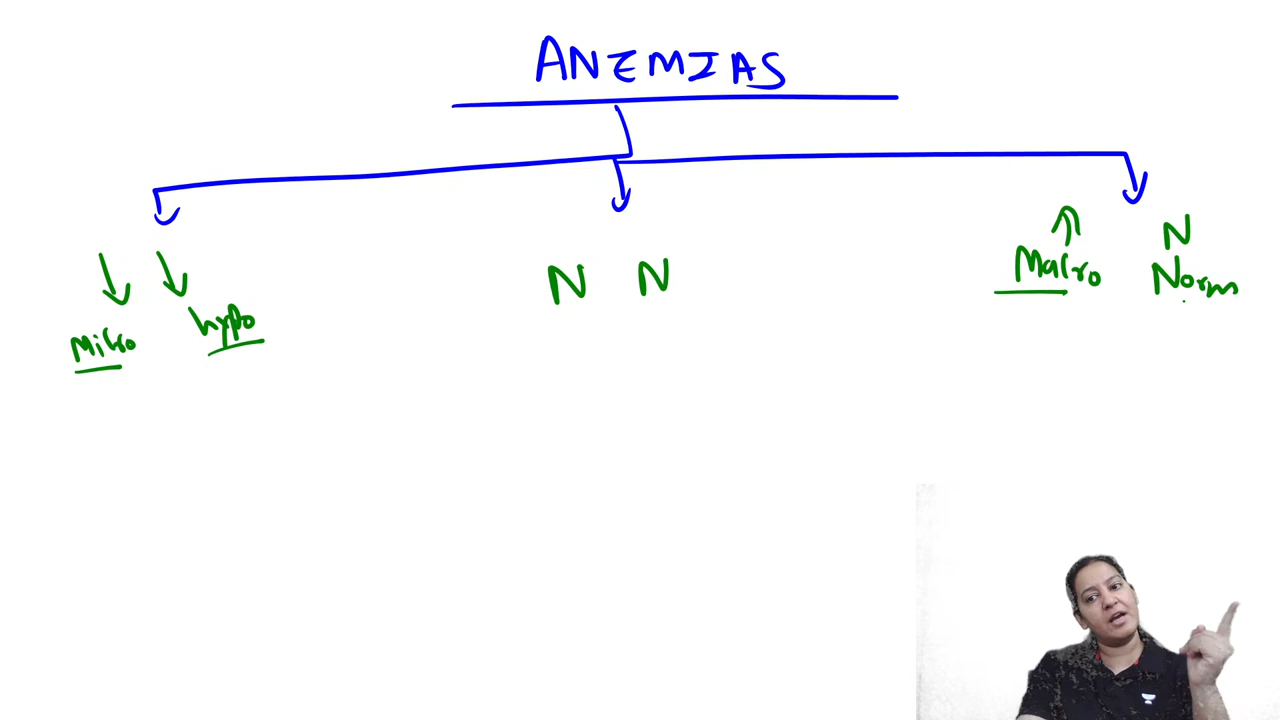 ANEMIAS
↓ ↓
Micro hypo
N N
↑ N
Macro Norm